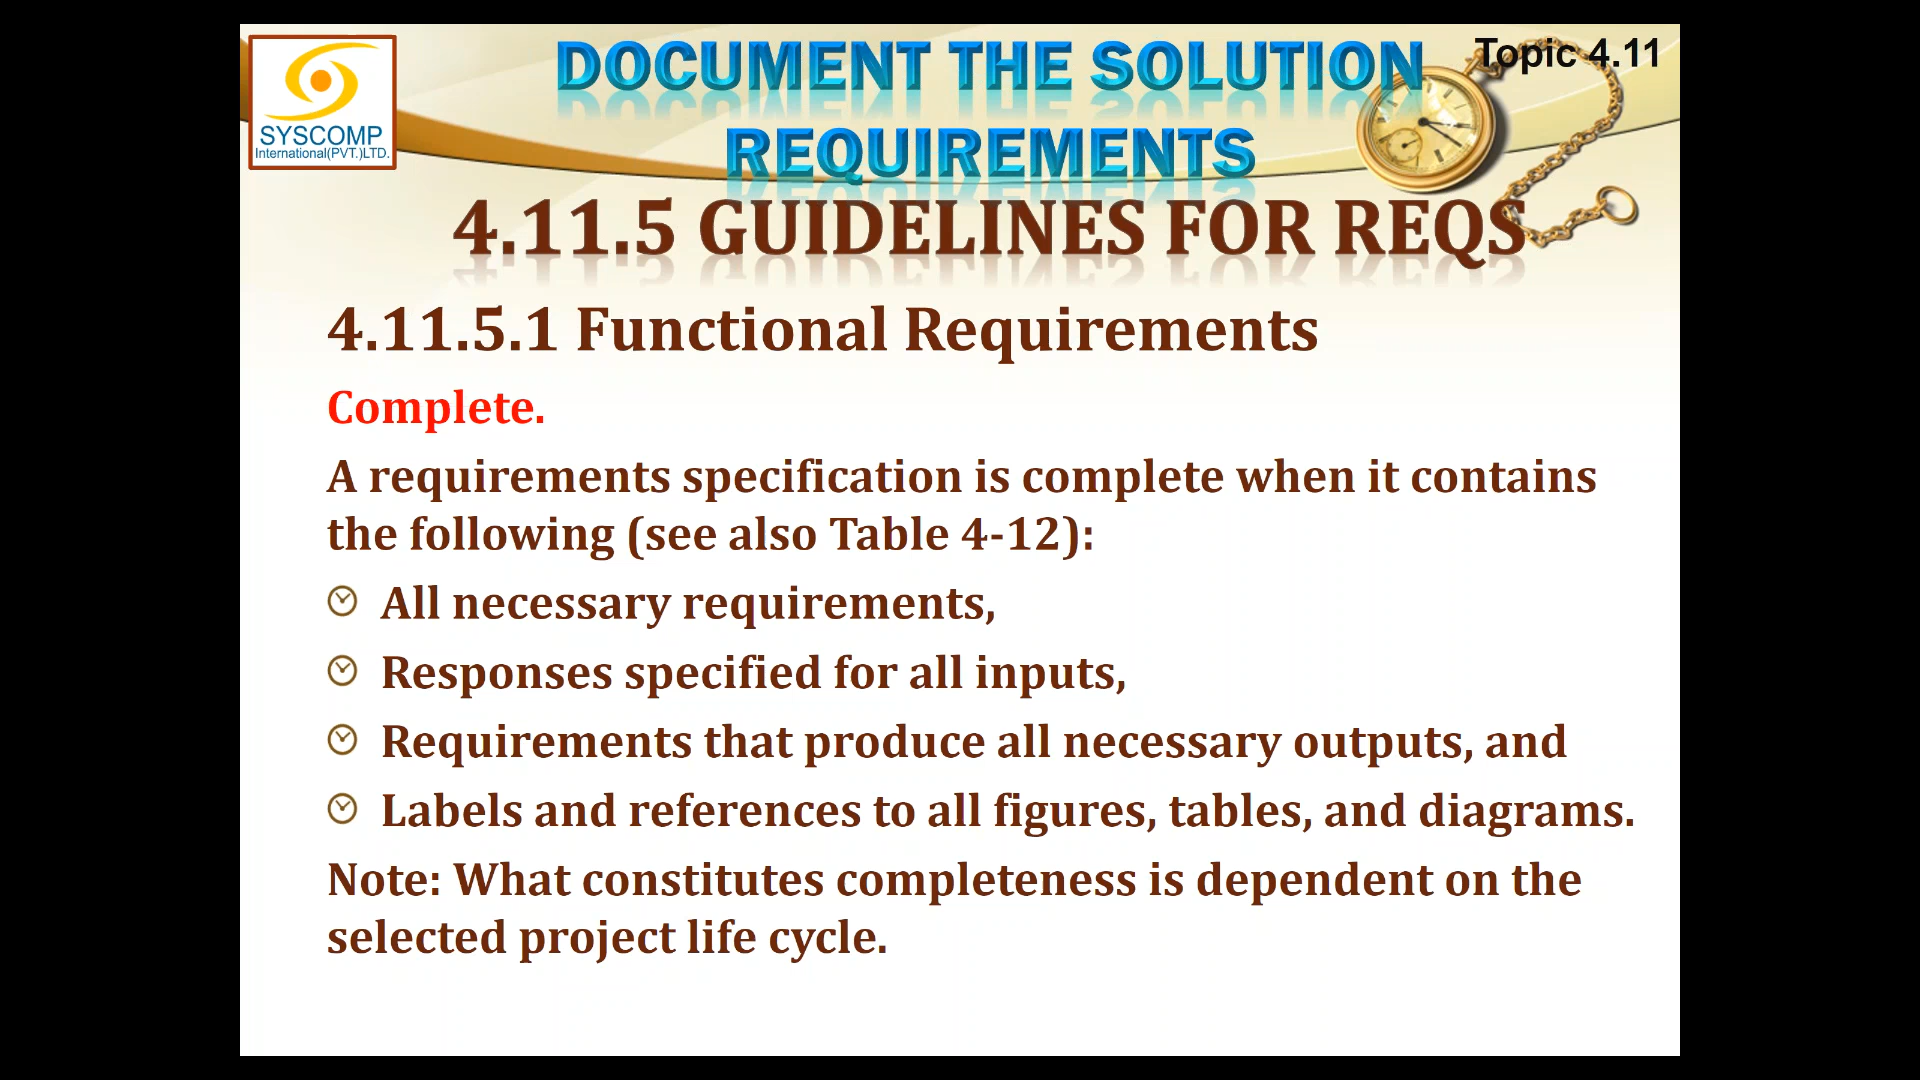 SYSCOMP
International(PVT.)LTD.
DOCUMENT THE SOLUTION
REQUIREMENTS
Topic 4.11
4.11.5 GUIDELINES FOR REQS
4.11.5.1 Functional Requirements
Complete.
A requirements specification is complete when it contains
the following (see also Table 4-12):
All necessary requirements,
Responses specified for all inputs,
Requirements that produce all necessary outputs, and
Labels and references to all figures, tables, and diagrams.
Note: What constitutes completeness is dependent on the
selected project life cycle.